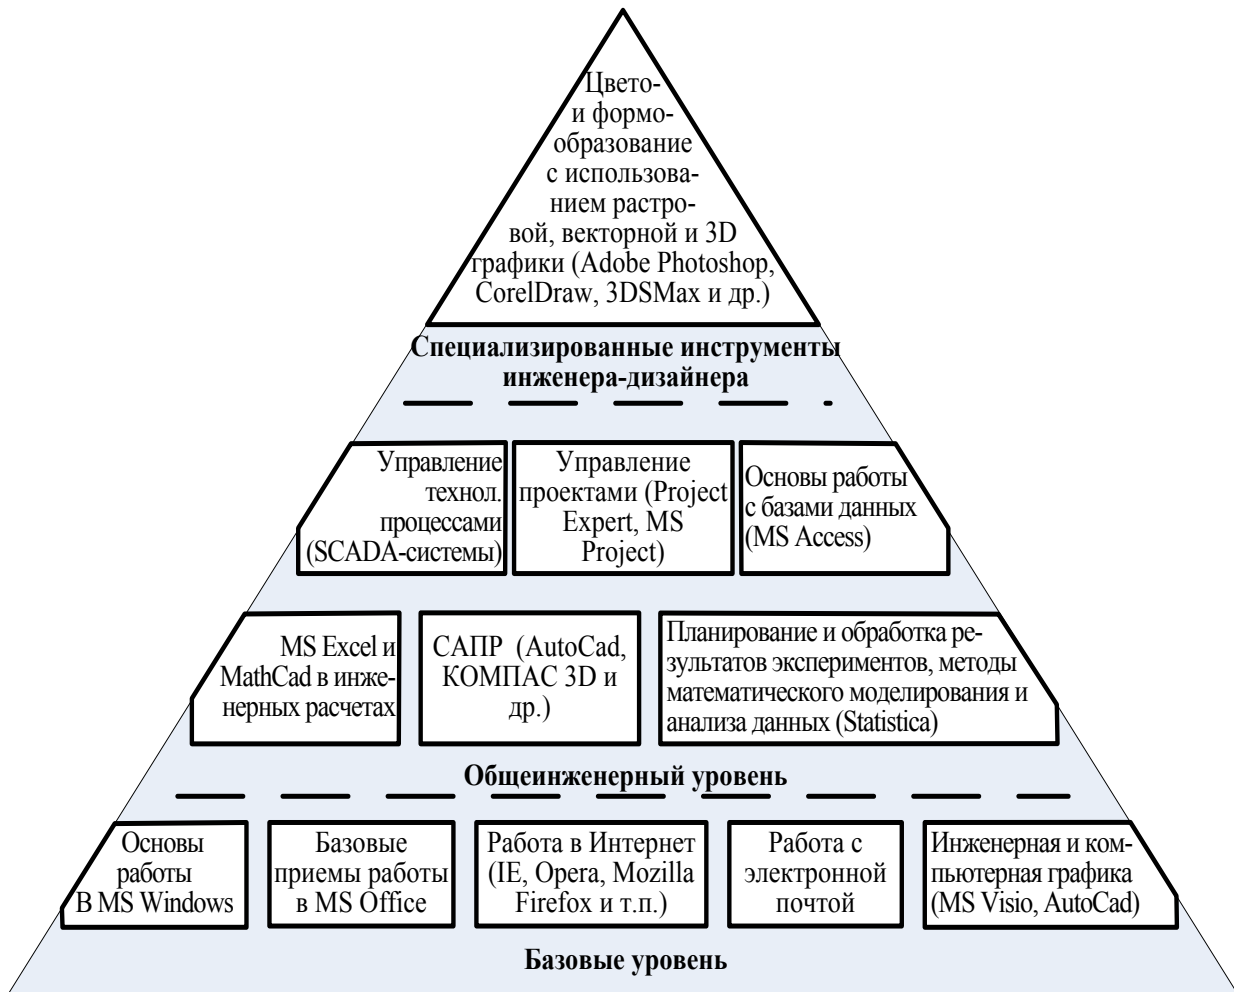 Цвето-
и формо-
образование
с использова-
нием растро-
вой, векторной и 3D
графики (Adobe Photoshop,
CorelDraw, 3DSMax и др.)
Специализированные инструменты
инженера-дизайнера
Управление
технол.
процессами
(SCADA-системы)
Управление
проектами (Project
Expert, MS
Project)
Основы работы
с базами данных
(MS Access)
MS Excel и
MathCad в инже-
нерных расчетах
САПР (AutoCad,
КОМПАС 3D и
др.)
Планирование и обработка ре-
зультатов экспериментов, методы
математического моделирования и
анализа данных (Statistica)
Общеинженерный уровень
Основы
работы
В MS Windows
Базовые
приемы работы
в MS Office
Работа в Интернет
(IE, Opera, Mozilla
Firefox и т.п.)
Работа с
электронной
почтой
Инженерная и ком-
пьютерная графика
(MS Visio, AutoCad)
Базовые уровень